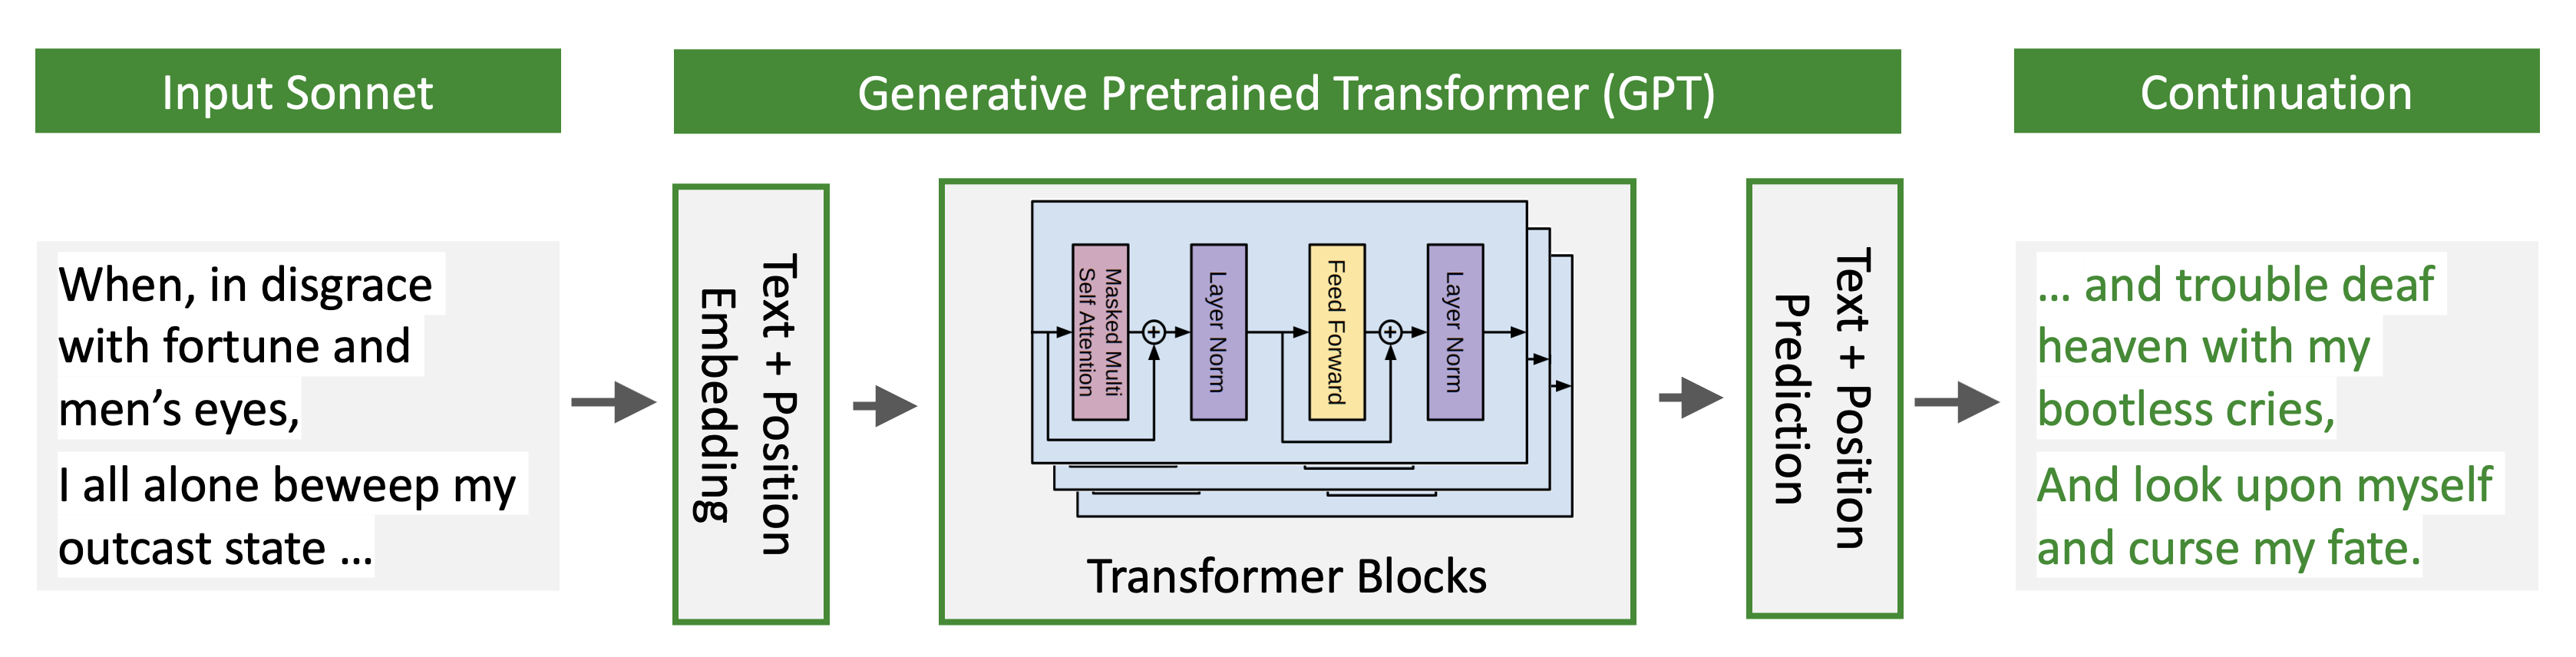 Input Sonnet
Generative Pretrained Transformer (GPT)
Continuation
When, in disgrace
with fortune and
men’s eyes,
I all alone beweep my
outcast state ...
Text + Position
Embedding
Masked Multi
Self Attention
Layer Norm
Feed Forward
Layer Norm
Transformer Blocks
Text + Position
Prediction
... and trouble deaf
heaven with my
bootless cries,
And look upon myself
and curse my fate.